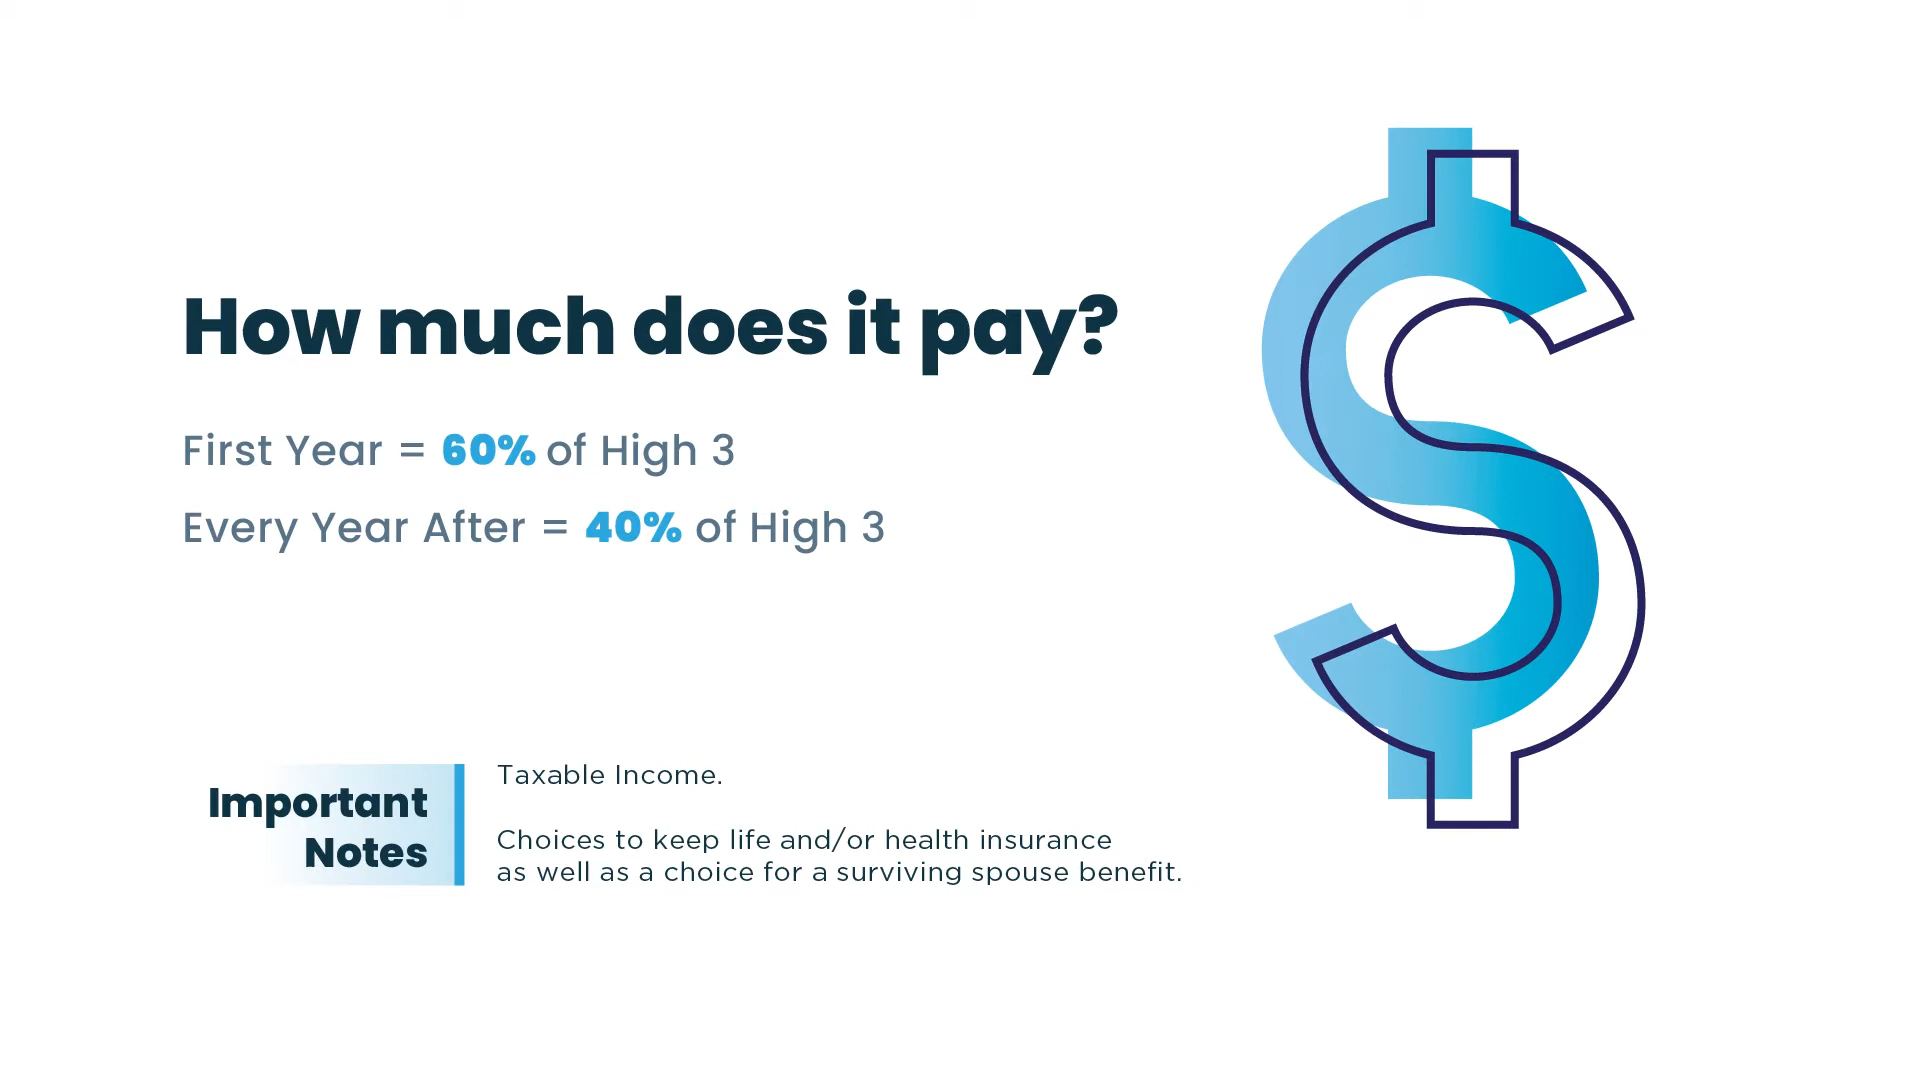 How much does it pay?
First Year = 60% of High 3
Every Year After = 40% of High 3
Important
Notes
Taxable Income.
Choices to keep life and/or health insurance
as well as a choice for a surviving spouse benefit.